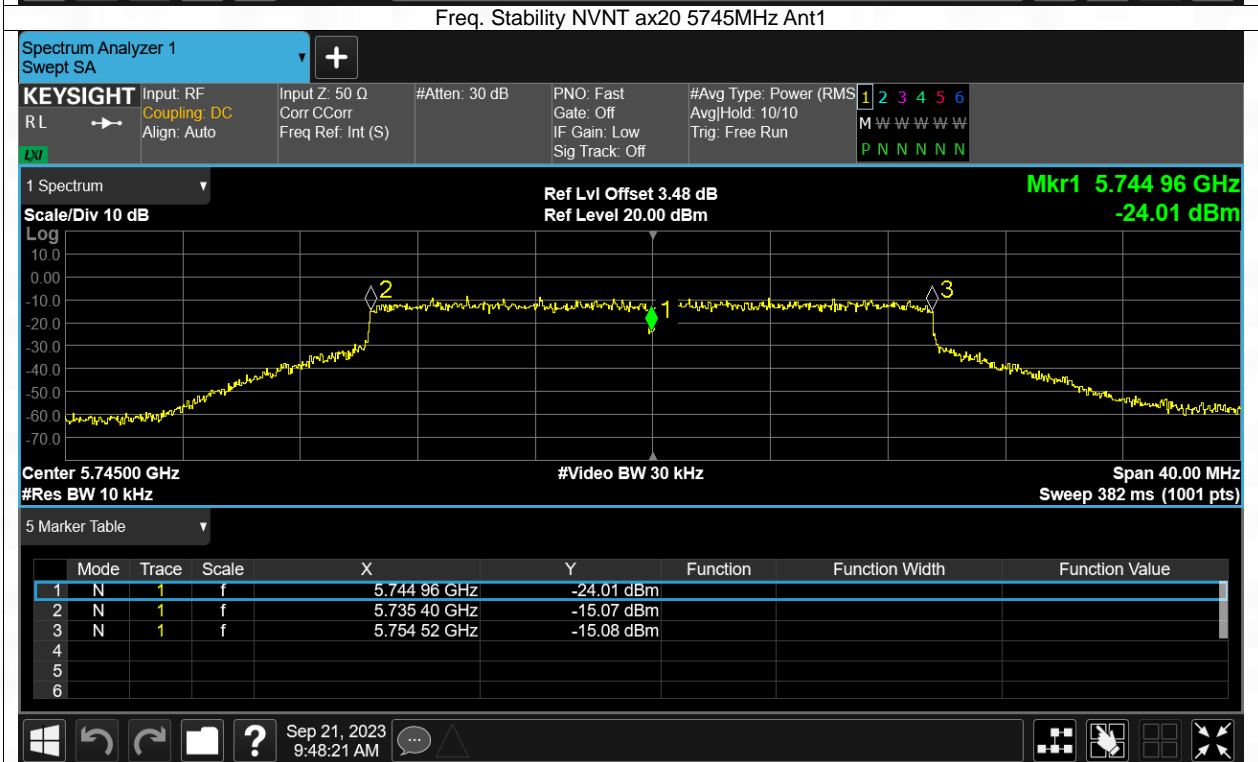 Freq. Stability NVNT ax20 5745MHz Ant1
Spectrum Analyzer 1
Swept SA
+
KEYSIGHT
RL
LXI
Input: RF
Coupling: DC
Align: Auto
Input Z: 50 Ω
Corr CCorr
Freq Ref: Int (S)
#Atten: 30 dB
PNO: Fast
Gate: Off
IF Gain: Low
Sig Track: Off
#Avg Type: Power (RMS
Avg|Hold: 10/10
Trig: Free Run
1 2 3 4 5 6
M W W W W W
P N N N N N
1 Spectrum
Scale/Div 10 dB
Ref Lvl Offset 3.48 dB
Ref Level 20.00 dBm
Mkr1 5.744 96 GHz
-24.01 dBm
Log
10.0
0.00
-10.0
-20.0
-30.0
-40.0
-50.0
-60.0
-70.0
2
1
3
Center 5.74500 GHz
#Video BW 30 kHz
Span 40.00 MHz
#Res BW 10 kHz
Sweep 382 ms (1001 pts)
5 Marker Table
Mode Trace Scale X Y Function Function Width Function Value
1 N 1 f 5.744 96 GHz -24.01 dBm
2 N 1 f 5.735 40 GHz -15.07 dBm
3 N 1 f 5.754 52 GHz -15.08 dBm
4
5
6
?
Sep 21, 2023
9:48:21 AM